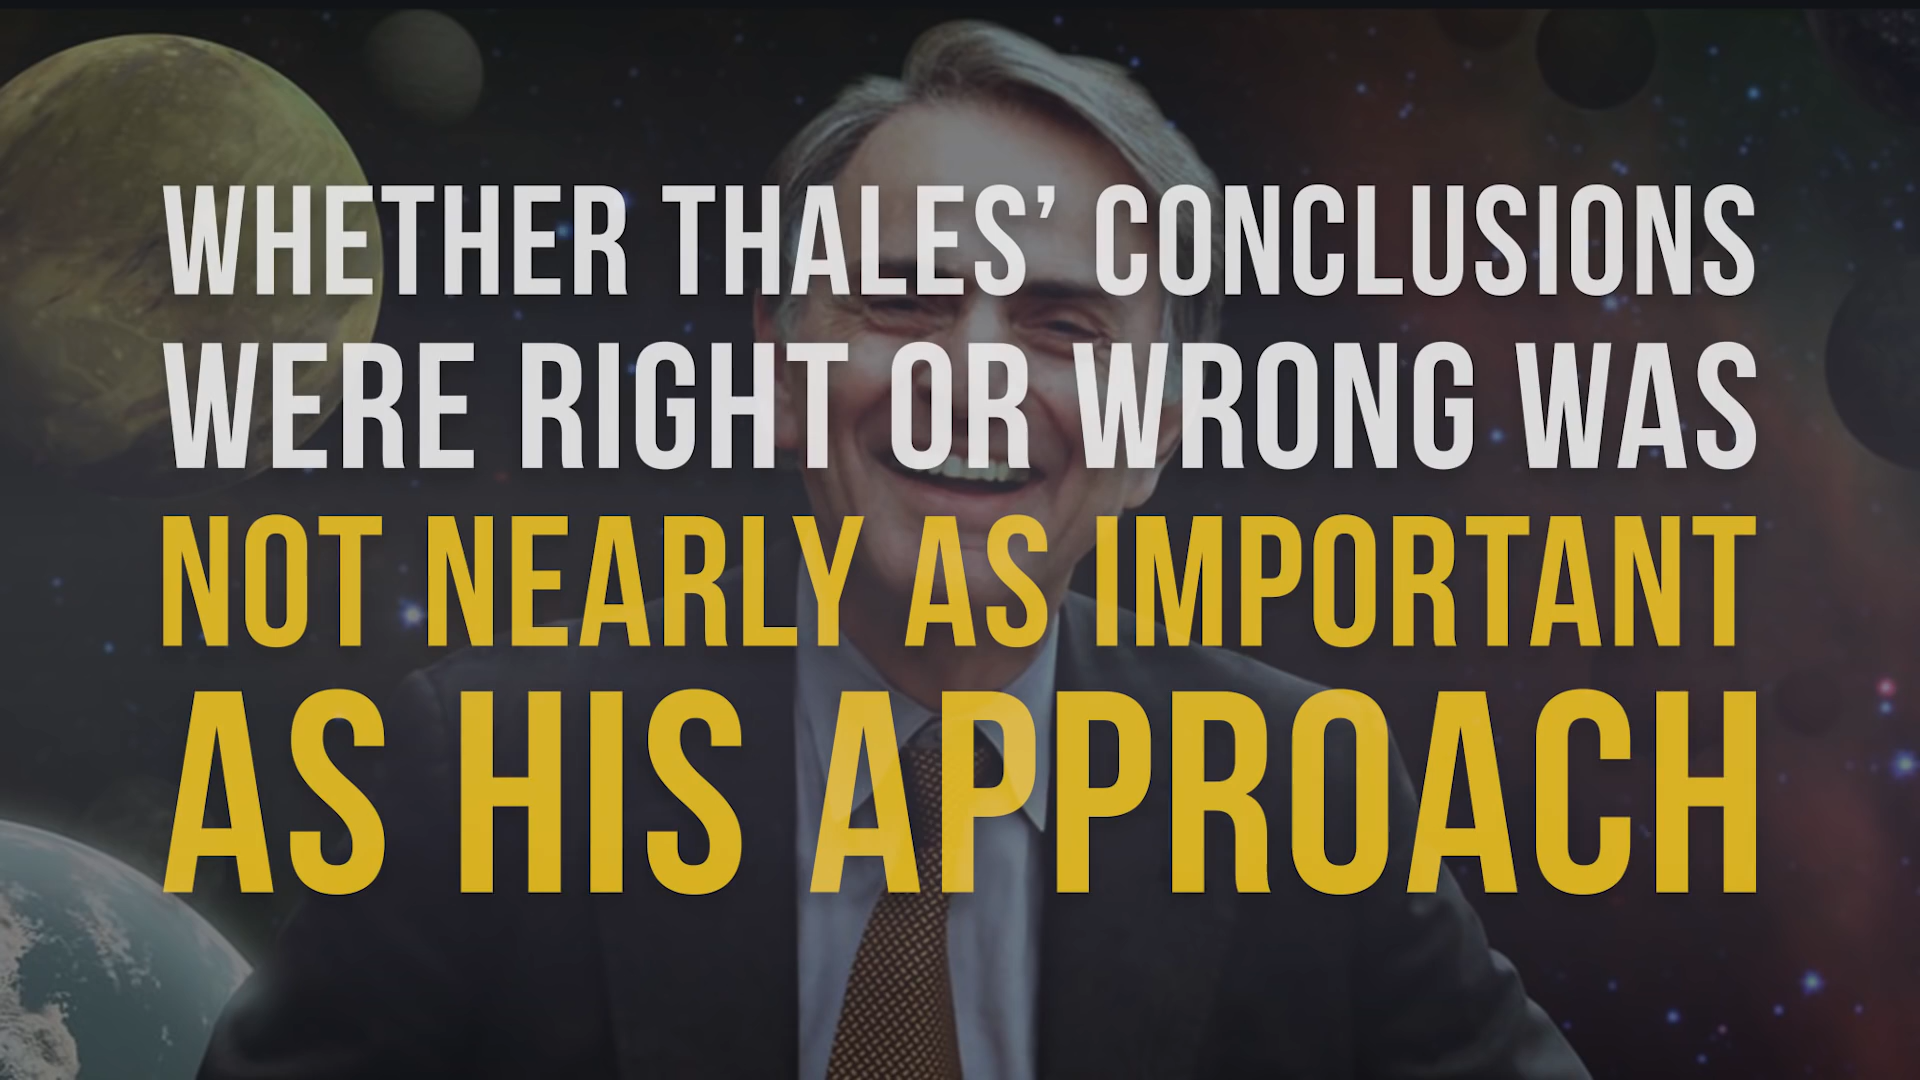 WHETHER THALES’ CONCLUSIONS
WERE RIGHT OR WRONG WAS
NOT NEARLY AS IMPORTANT
AS HIS APPROACH